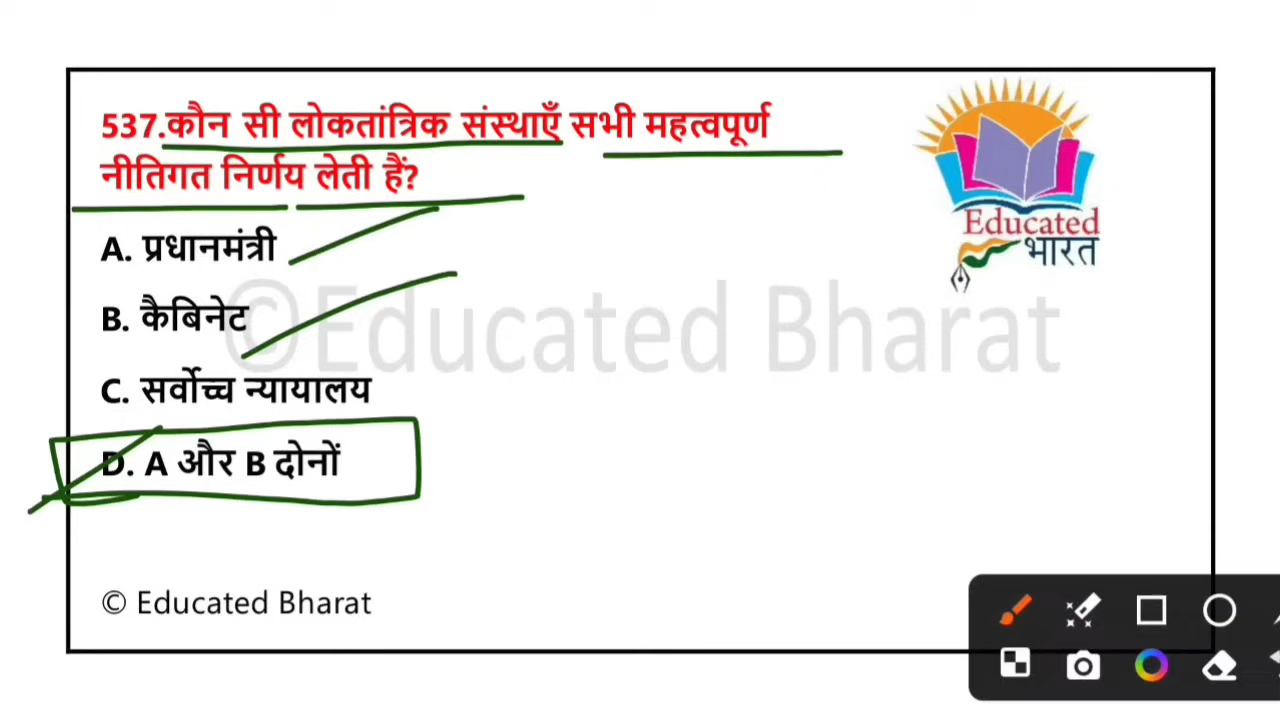 537.कौन सी लोकतांत्रिक संस्थाएँ सभी महत्वपूर्ण
नीतिगत निर्णय लेती हैं?
A. प्रधानमंत्री
B. कैबिनेट
C. सर्वोच्च न्यायालय
D. A और B दोनों
© Educated Bharat
Educated
भारत
©Educated Bharat